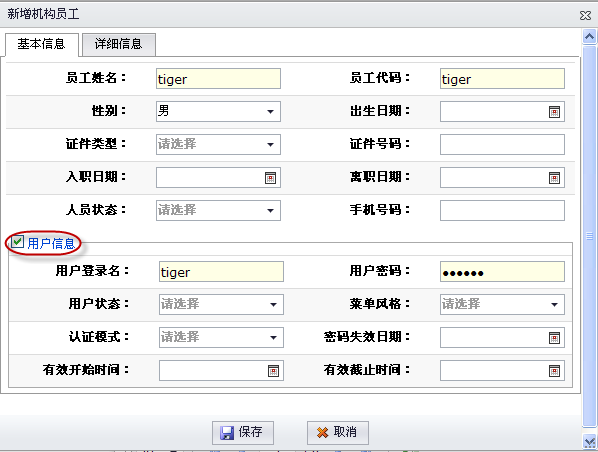 新增机构员工
基本信息 详细信息
员工姓名： tiger 员工代码： tiger
性别： 男 出生日期：
证件类型： 请选择 证件号码：
入职日期： 离职日期：
人员状态： 请选择 手机号码：
用户信息
用户登录名： tiger 用户密码： ●●●●●●
用户状态： 请选择 菜单风格： 请选择
认证模式： 请选择 密码失效日期：
有效开始时间： 有效截止时间：
保存 取消